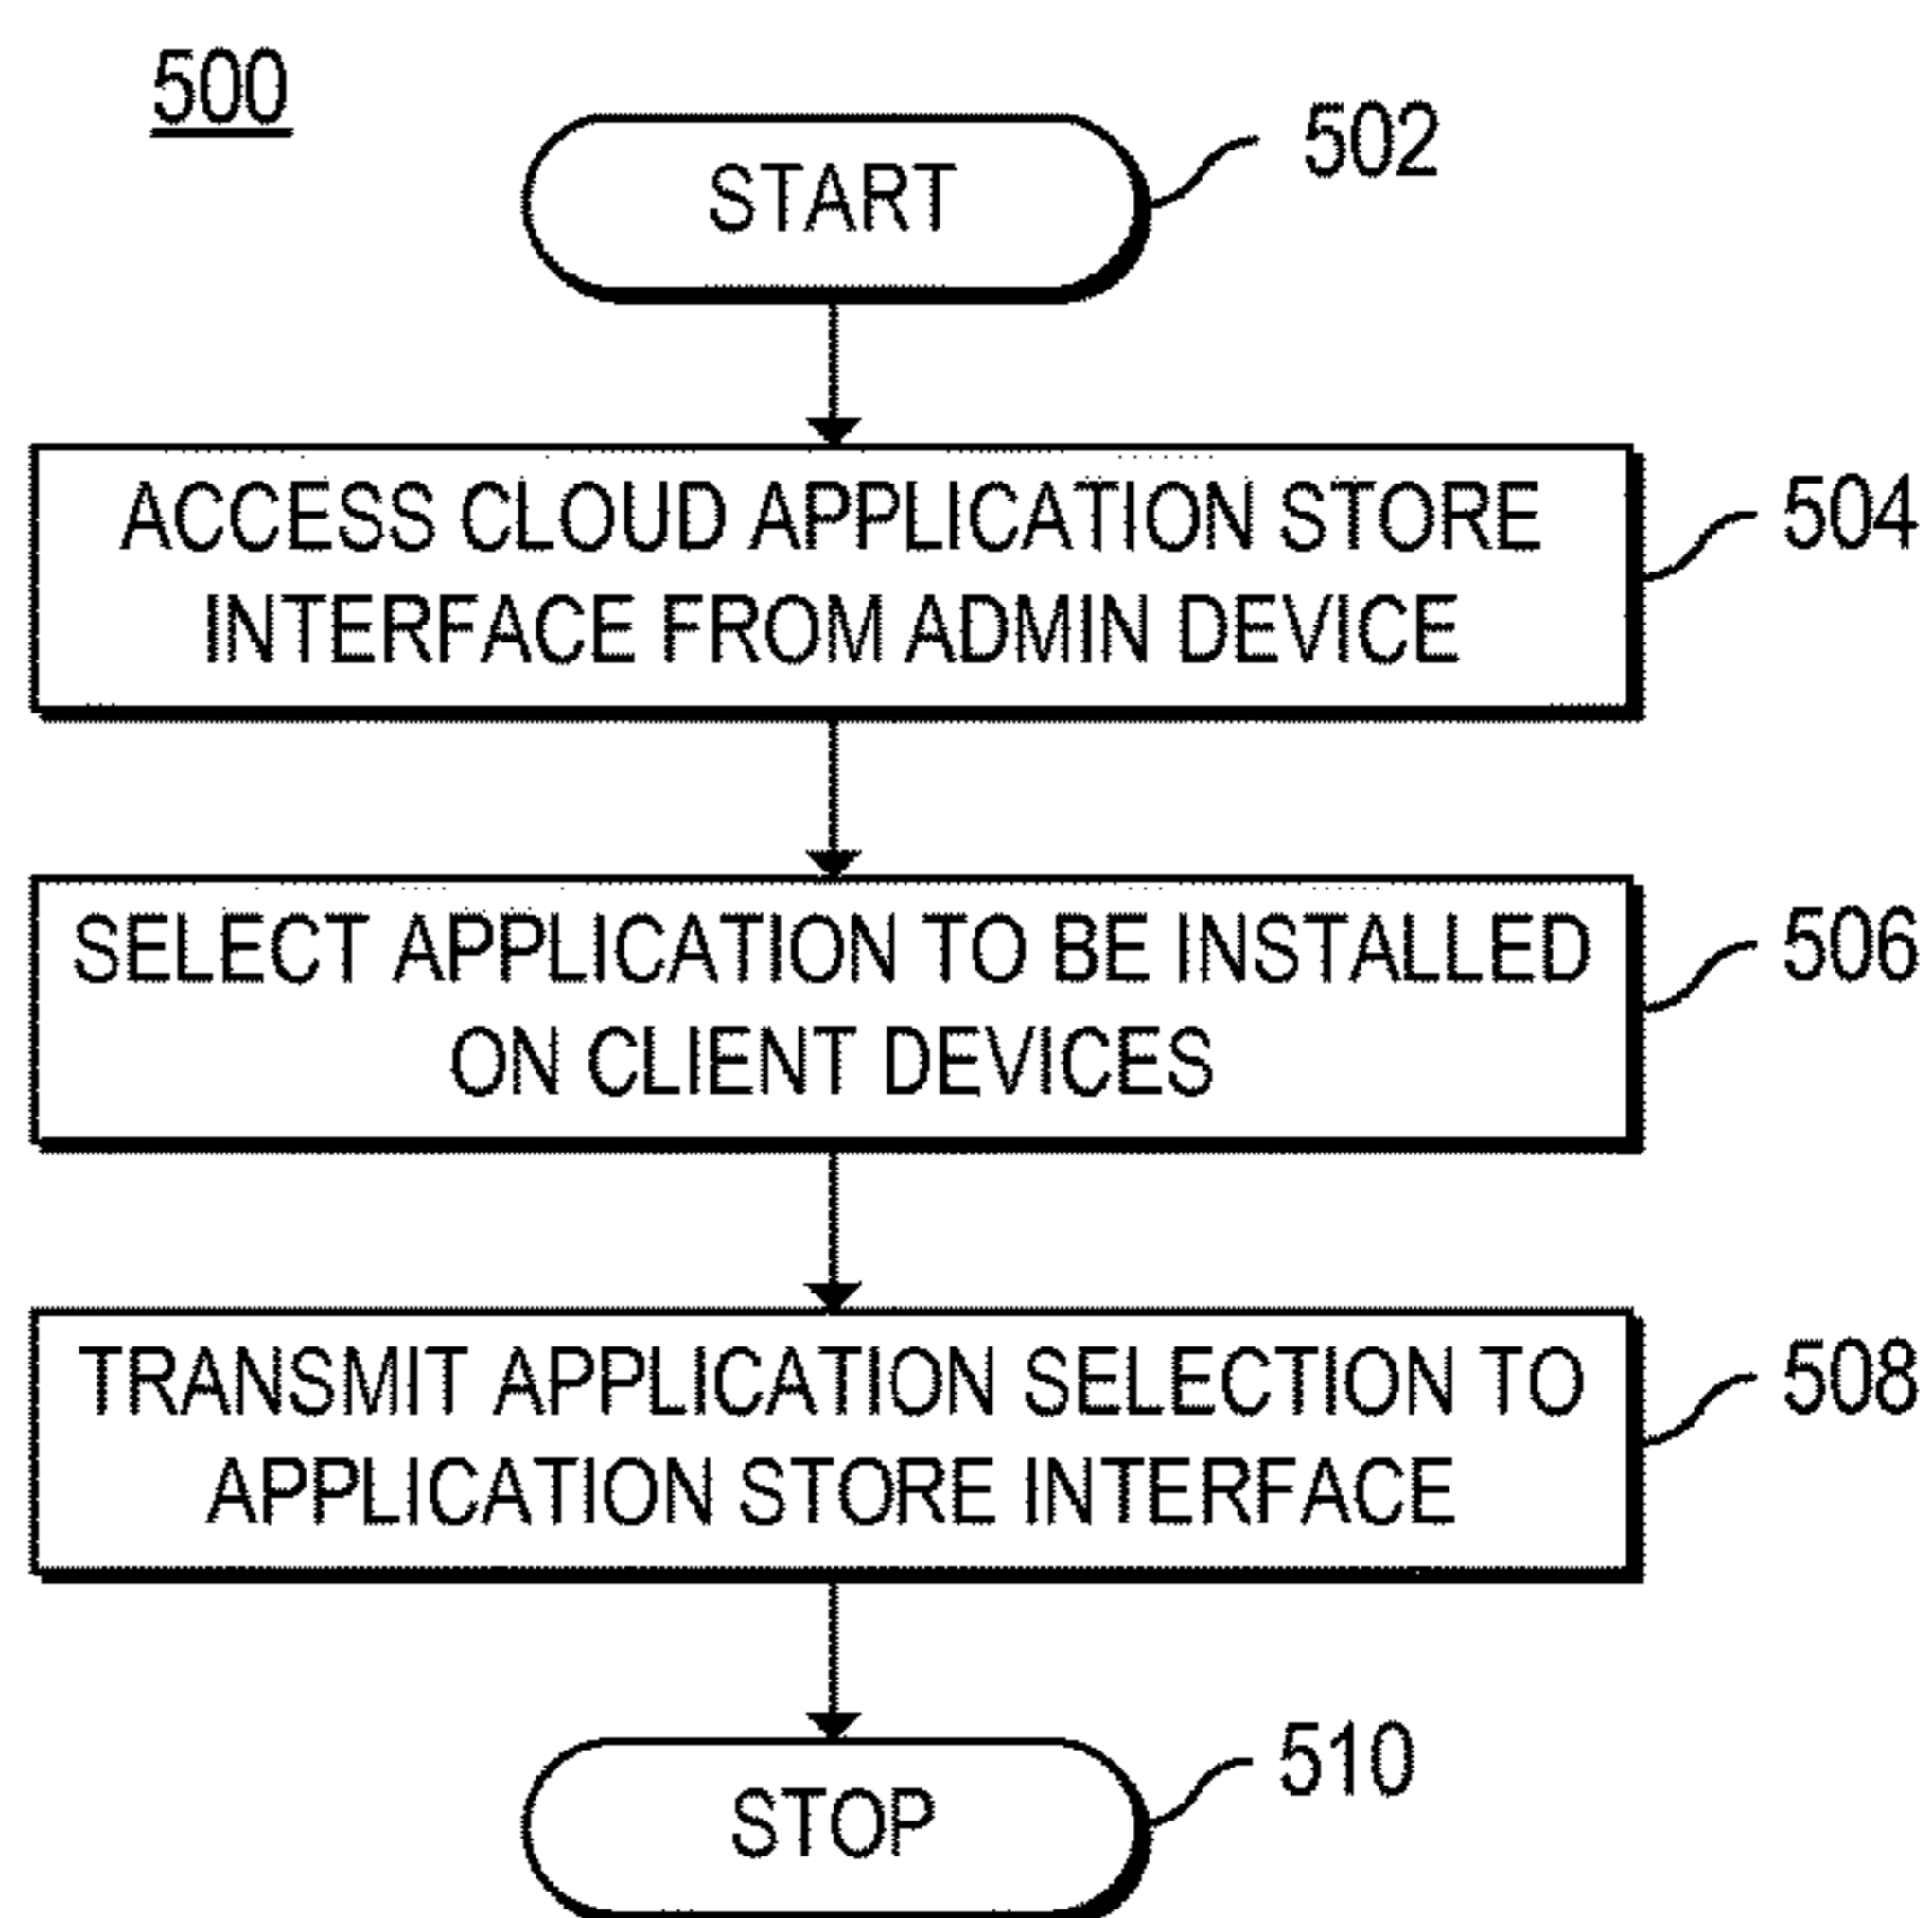 500
START
502
ACCESS CLOUD APPLICATION STORE
INTERFACE FROM ADMIN DEVICE
504
SELECT APPLICATION TO BE INSTALLED
ON CLIENT DEVICES
506
TRANSMIT APPLICATION SELECTION TO
APPLICATION STORE INTERFACE
508
STOP
510